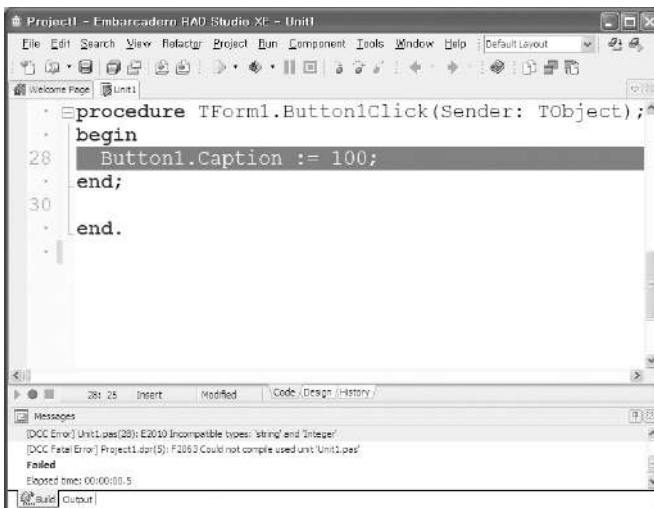 Project1 - Embarcadero RAD Studio XE - Unit1
File Edit Search View Refactor Project Run Component Tools Window Help Default Layout
Welcome Page Unit1
procedure TForm1.Button1Click(Sender: TObject);
begin
28 Button1.Caption := 100;
end;
30
end.
28: 25 Insert Modified Code Design History
Messages
[DCC Error] Unit1.pas(28): E2010 Incompatible types: 'string' and 'Integer'
[DCC Fatal Error] Project1.dpr(5): F2063 Could not compile used unit 'Unit1.pas'
Failed
Elapsed time: 00:00:00.5
Build Output